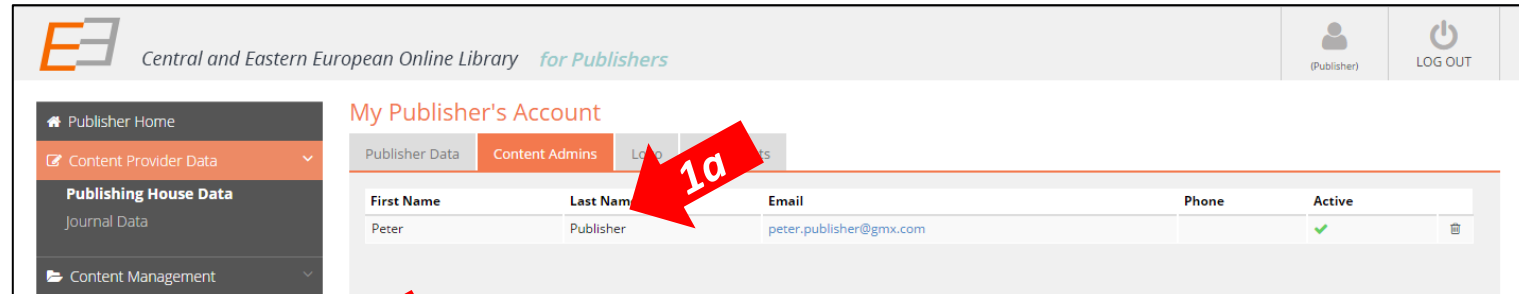 Central and Eastern European Online Library for Publishers
(Publisher)
LOG OUT
Publisher Home
Content Provider Data
Publishing House Data
Journal Data
Content Management
My Publisher's Account
Publisher Data Content Admins
1a
First Name Last Name Email Phone Active
Peter Publisher peter.publisher@gmx.com